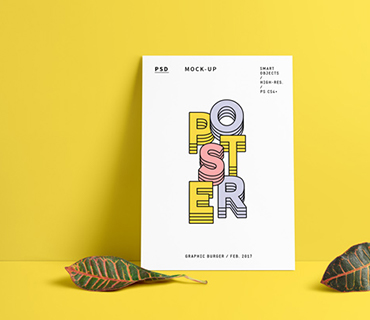 PSD MOCK-UP
SMART
OBJECTS
/
HIGH-RES.
/
PS CS4+
PO
ST
ER
GRAPHIC BURGER / FEB. 2017